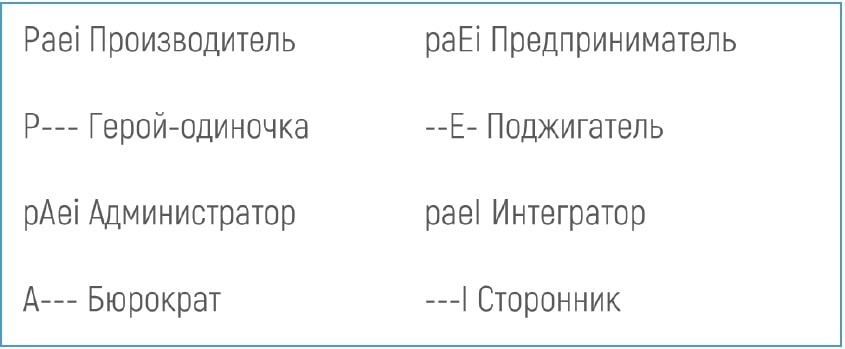 Paei Производитель
P--- Герой-одиночка
pAei Администратор
A--- Бюрократ
paEi Предприниматель
--E- Поджигатель
paeI Интегратор
---I Сторонник